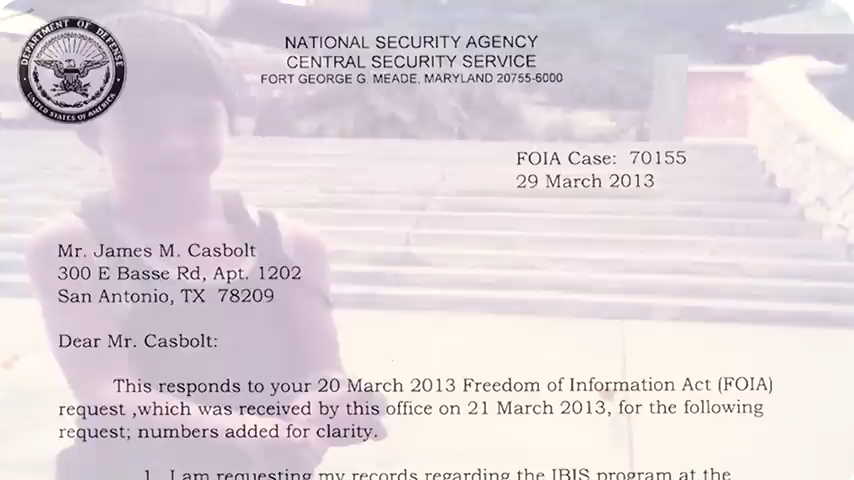 DEPARTMENT OF DEFENSE
UNITED STATES OF AMERICA
NATIONAL SECURITY AGENCY
CENTRAL SECURITY SERVICE
FORT GEORGE G. MEADE, MARYLAND 20755-6000
FOIA Case: 70155
29 March 2013
Mr. James M. Casbolt
300 E Basse Rd, Apt. 1202
San Antonio, TX 78209
Dear Mr. Casbolt:
This responds to your 20 March 2013 Freedom of Information Act (FOIA)
request ,which was received by this office on 21 March 2013, for the following
request; numbers added for clarity.
1. I am requesting my records regarding the IBIS program at the